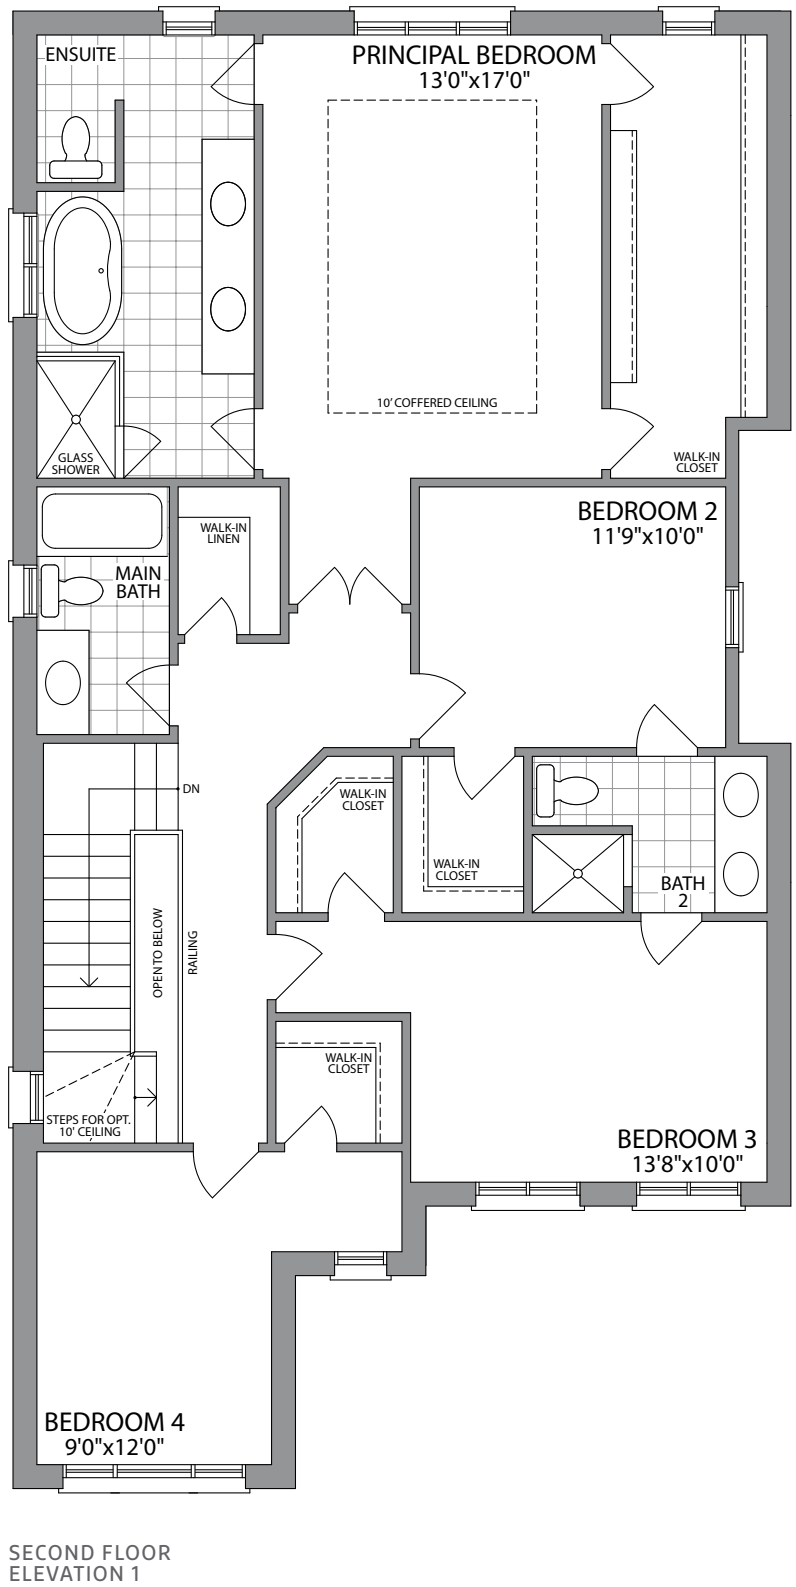 ENSUITE
PRINCIPAL BEDROOM
13'0"x17'0"
10' COFFERED CEILING
GLASS
SHOWER
WALK-IN
CLOSET
WALK-IN
LINEN
BEDROOM 2
11'9"x10'0"
MAIN
BATH
DN
WALK-IN
CLOSET
WALK-IN
CLOSET
BATH
2
OPEN TO BELOW
RAILING
WALK-IN
CLOSET
STEPS FOR OPT.
10' CEILING
BEDROOM 3
13'8"x10'0"
BEDROOM 4
9'0"x12'0"
SECOND FLOOR
ELEVATION 1